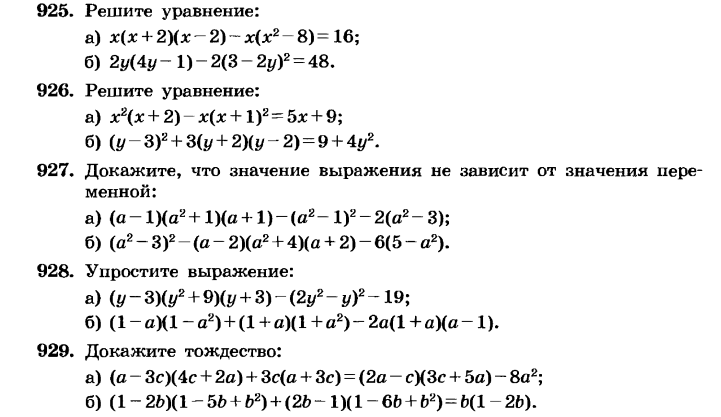 925. Решите уравнение:
а) x(x + 2)(x − 2) − x(x² − 8) = 16;
б) 2y(4y − 1) − 2(3 − 2y)² = 48.
926. Решите уравнение:
а) x²(x + 2) − x(x + 1)² = 5x + 9;
б) (y − 3)² + 3(y + 2)(y − 2) = 9 + 4y².
927. Докажите, что значение выражения не зависит от значения пере-
менной:
а) (a − 1)(a² + 1)(a + 1) − (a² − 1)² − 2(a² − 3);
б) (a² − 3)² − (a − 2)(a² + 4)(a + 2) − 6(5 − a²).
928. Упростите выражение:
а) (y − 3)(y² + 9)(y + 3) − (2y² − y)² − 19;
б) (1 − a)(1 − a²) + (1 + a)(1 + a²) − 2a(1 + a)(a − 1).
929. Докажите тождество:
а) (a − 3c)(4c + 2a) + 3c(a + 3c) = (2a − c)(3c + 5a) − 8a²;
б) (1 − 2b)(1 − 5b + b²) + (2b − 1)(1 − 6b + b²) = b(1 − 2b).